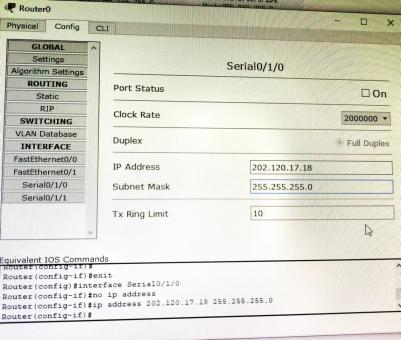 Router0
Physical Config CLI
GLOBAL
Settings
Algorithm Settings
ROUTING
Static
RIP
SWITCHING
VLAN Database
INTERFACE
FastEthernet0/0
FastEthernet0/1
Serial0/1/0
Serial0/1/1
Serial0/1/0
Port Status On
Clock Rate 2000000
Duplex Full Duplex
IP Address 202.120.17.18
Subnet Mask 255.255.255.0
Tx Ring Limit 10
Equivalent IOS Commands
Router(config-if)#
Router(config-if)#exit
Router(config)#interface Serial0/1/0
Router(config-if)#no ip address
Router(config-if)#ip address 202.120.17.18 255.255.255.0
Router(config-if)#